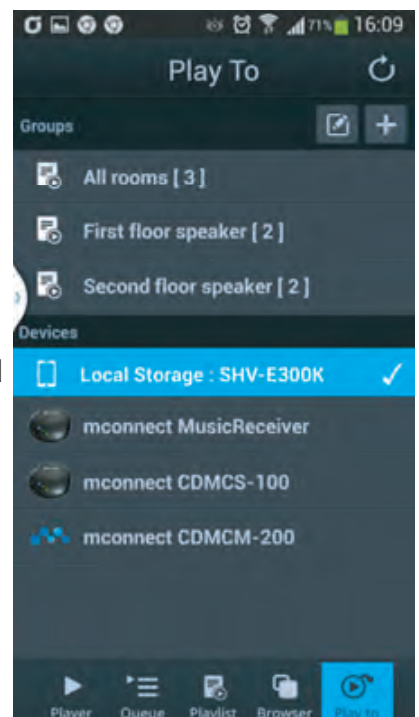 71% 16:09
Play To
Groups
All rooms [ 3 ]
First floor speaker [ 2 ]
Second floor speaker [ 2 ]
Devices
Local Storage : SHV-E300K
mconnect MusicReceiver
mconnect CDMCS-100
mconnect CDMCM-200
Player Queue Playlist Browser Play to